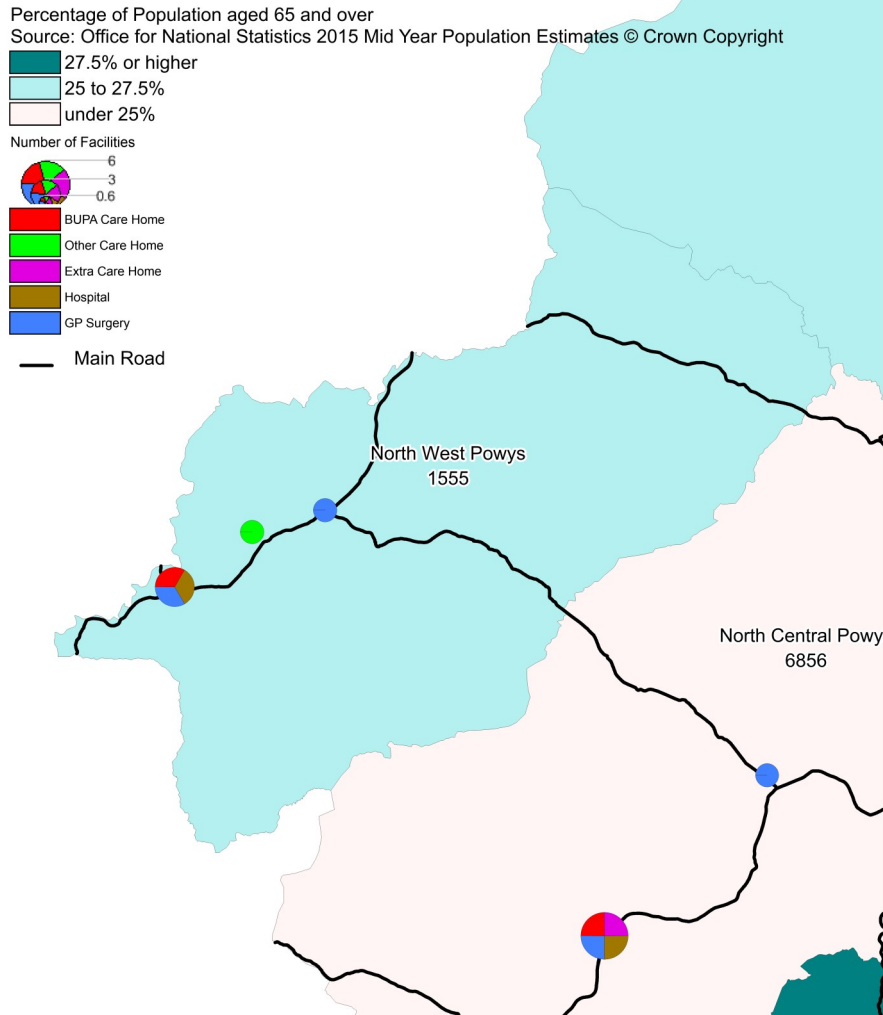 Percentage of Population aged 65 and over
Source: Office for National Statistics 2015 Mid Year Population Estimates © Crown Copyright
27.5% or higher
25 to 27.5%
under 25%
Number of Facilities
6
3
0.6
BUPA Care Home
Other Care Home
Extra Care Home
Hospital
GP Surgery
Main Road
North West Powys
1555
North Central Powy
6856